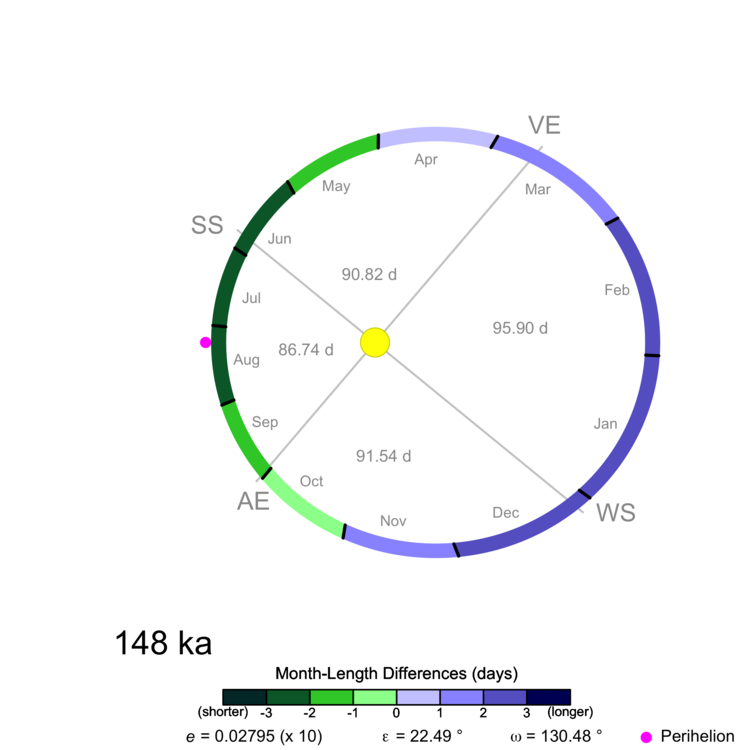 VE
Apr
Mar
May
SS
Jun
90.82 d
Feb
Jul
95.90 d
86.74 d
Aug
Sep
Jan
91.54 d
Oct
AE
Nov
Dec
WS
148 ka
Month-Length Differences (days)
(shorter) -3 -2 -1 0 1 2 3 (longer)
e = 0.02795 (x 10) ε = 22.49 ° ω = 130.48 ° Perihelion